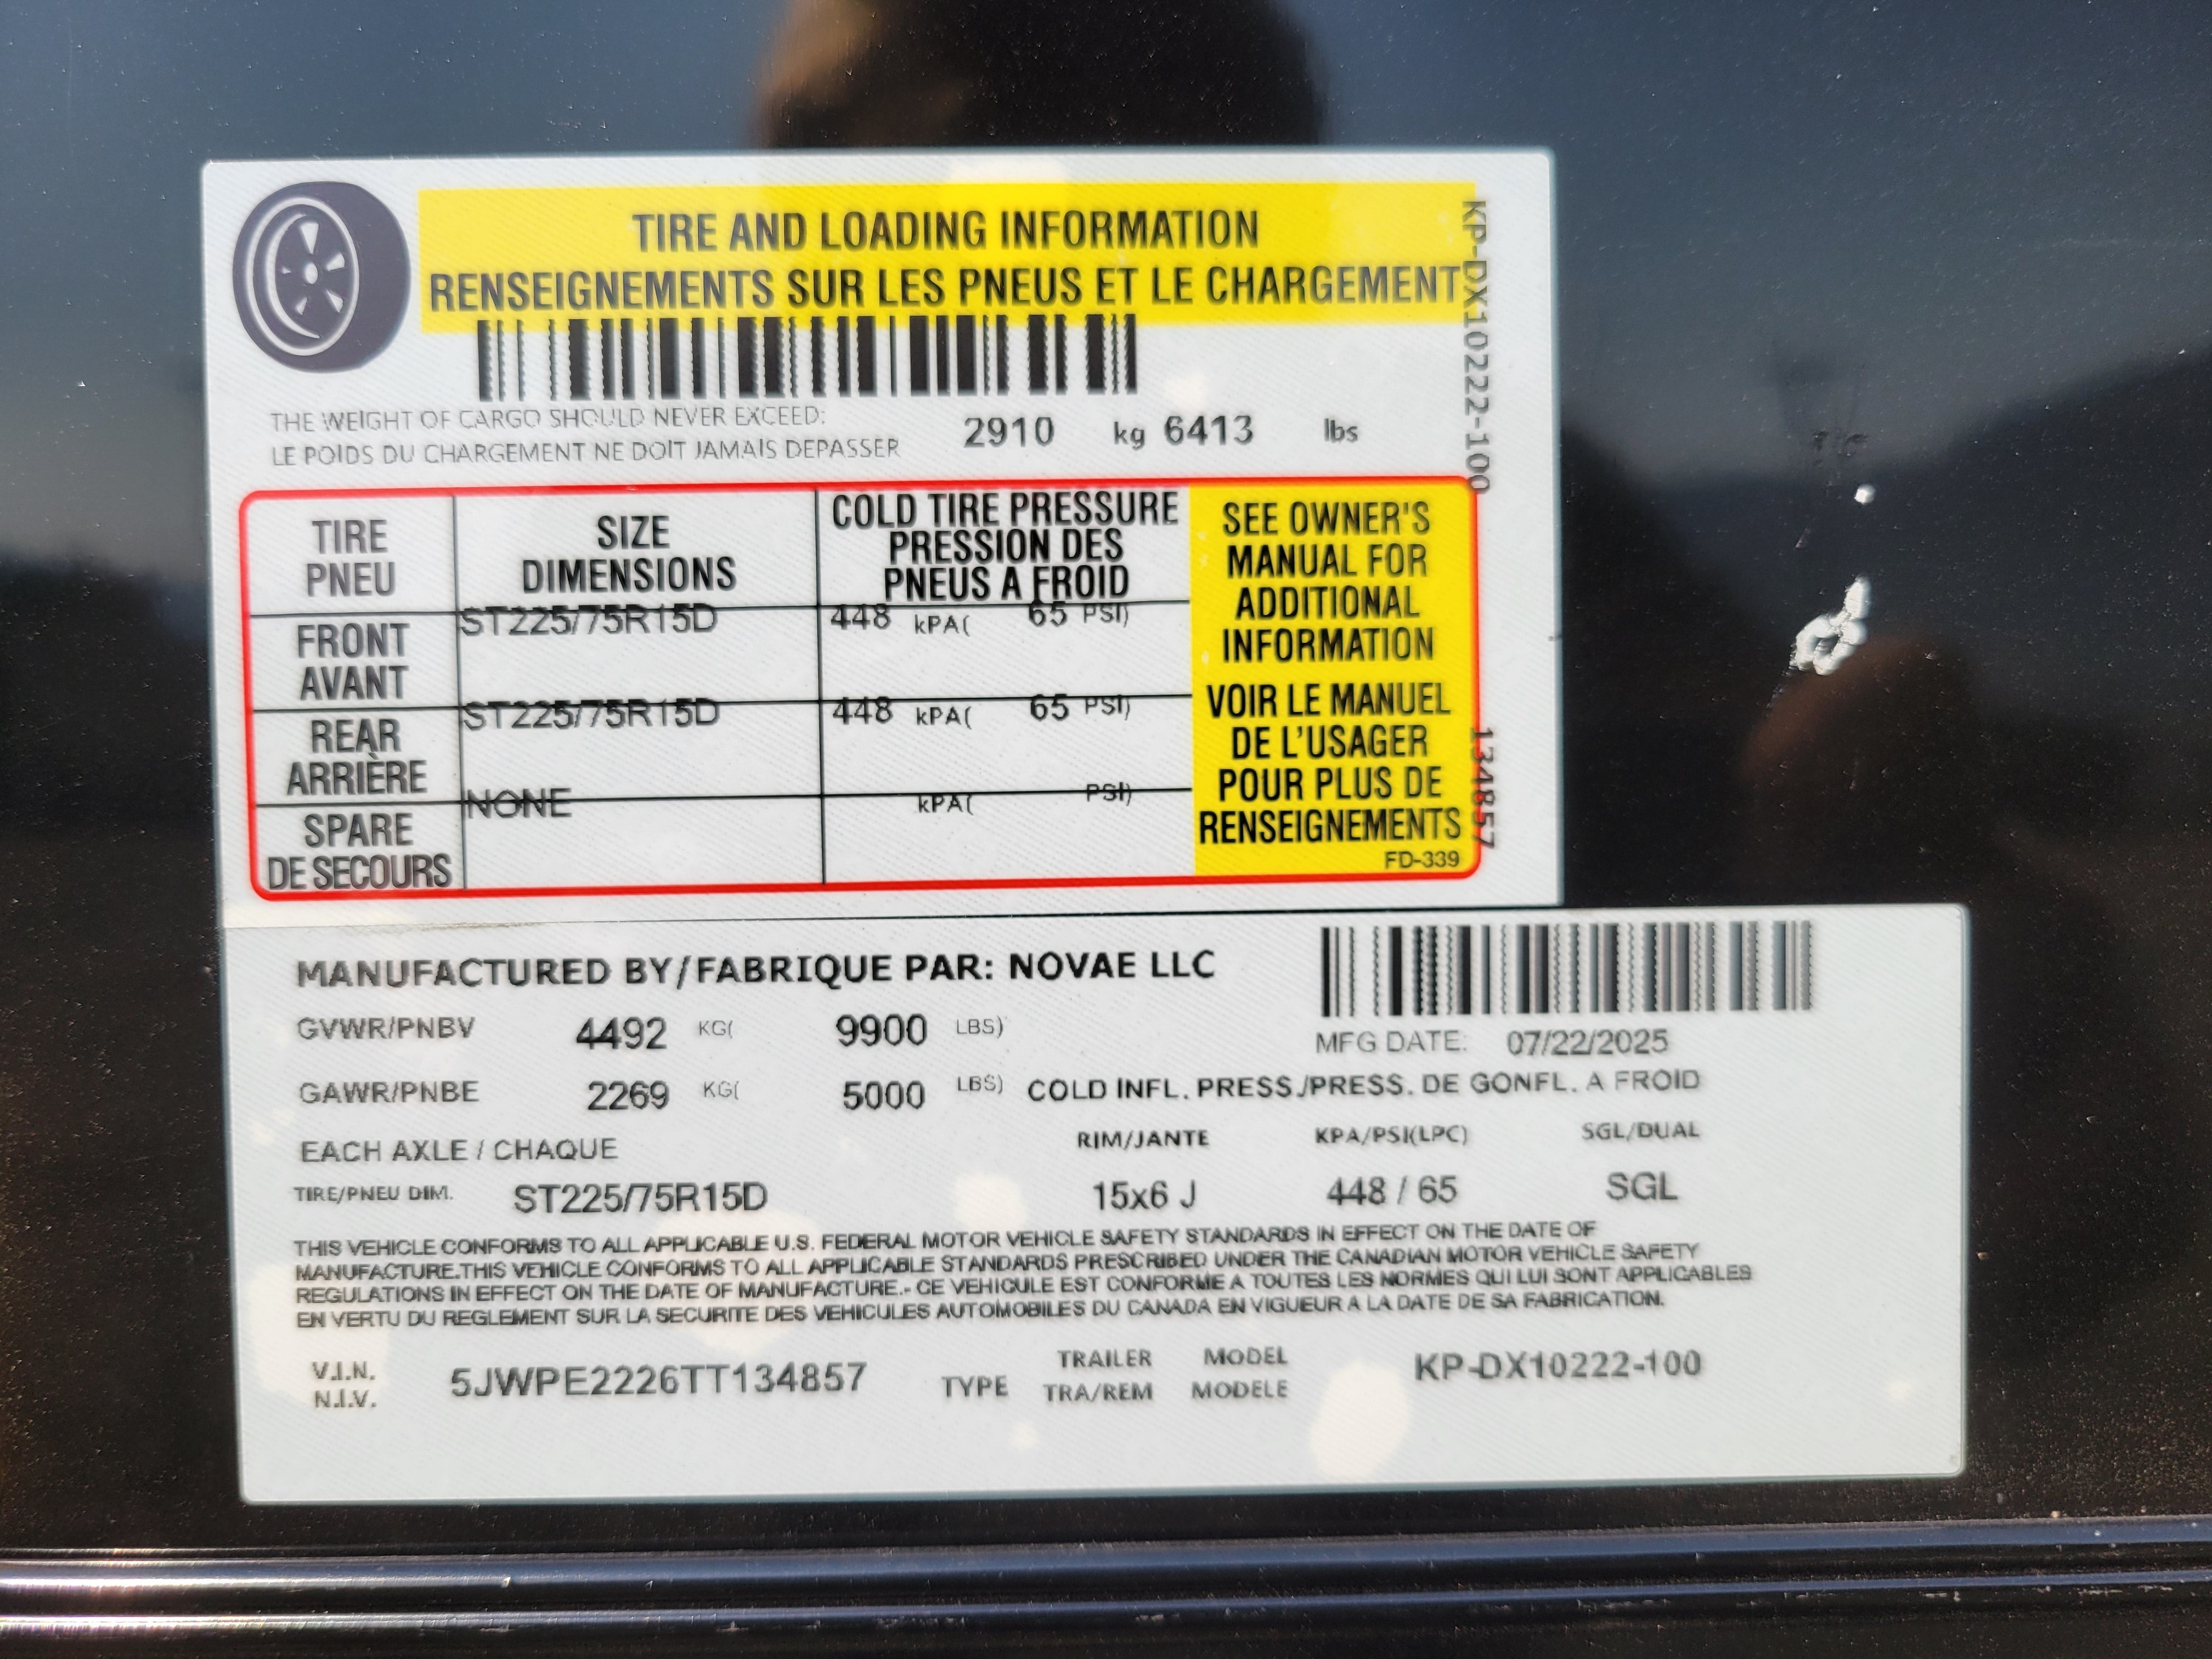 TIRE AND LOADING INFORMATION
RENSEIGNEMENTS SUR LES PNEUS ET LE CHARGEMENT
KP-DX10222-100
THE WEIGHT OF CARGO SHOULD NEVER EXCEED: 2910 kg 6413 lbs
LE POIDS DU CHARGEMENT NE DOIT JAMAIS DEPASSER
TIRE
PNEU
SIZE
DIMENSIONS
COLD TIRE PRESSURE
PRESSION DES
PNEUS A FROID
FRONT
AVANT
ST225/75R15D 448 kPA( 65 PSI)
REAR
ARRIÈRE
ST225/75R15D 448 kPA( 65 PSI)
SPARE
DE SECOURS
NONE kPA( PSI)
SEE OWNER'S
MANUAL FOR
ADDITIONAL
INFORMATION
VOIR LE MANUEL
DE L'USAGER
POUR PLUS DE
RENSEIGNEMENTS
FD-339
134857
MANUFACTURED BY/FABRIQUE PAR: NOVAE LLC
GVWR/PNBV 4492 KG( 9900 LBS)
MFG DATE: 07/22/2025
GAWR/PNBE 2269 KG( 5000 LBS) COLD INFL. PRESS./PRESS. DE GONFL. A FROID
EACH AXLE / CHAQUE RIM/JANTE KPA/PSI(LPC) SGL/DUAL
TIRE/PNEU DIM. ST225/75R15D 15x6 J 448 / 65 SGL
THIS VEHICLE CONFORMS TO ALL APPLICABLE U.S. FEDERAL MOTOR VEHICLE SAFETY STANDARDS IN EFFECT ON THE DATE OF
MANUFACTURE.THIS VEHICLE CONFORMS TO ALL APPLICABLE STANDARDS PRESCRIBED UNDER THE CANADIAN MOTOR VEHICLE SAFETY
REGULATIONS IN EFFECT ON THE DATE OF MANUFACTURE.- CE VEHICULE EST CONFORME A TOUTES LES NORMES QUI LUI SONT APPLICABLES
EN VERTU DU REGLEMENT SUR LA SECURITE DES VEHICULES AUTOMOBILES DU CANADA EN VIGUEUR A LA DATE DE SA FABRICATION.
V.I.N.
N.I.V.
5JWPE2226TT134857
TYPE
TRAILER
TRA/REM
MODEL
MODELE
KP-DX10222-100